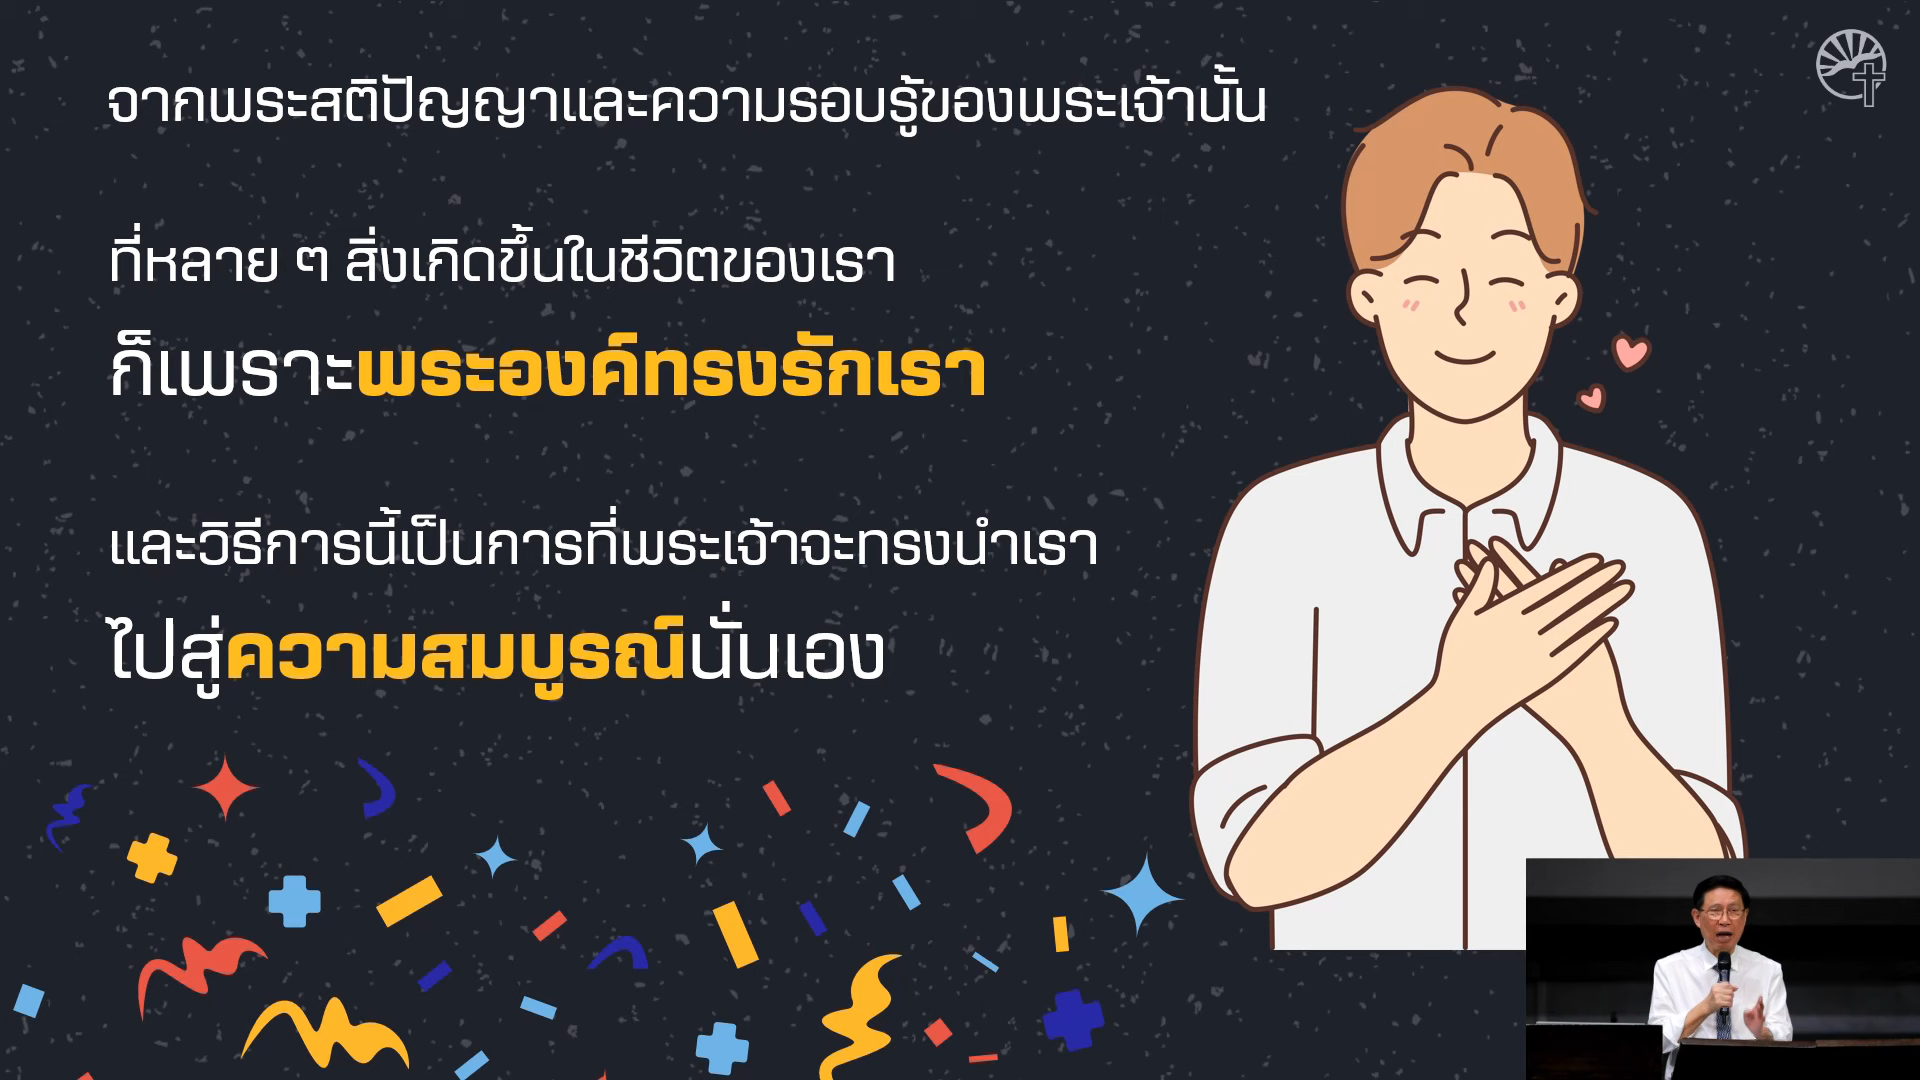 จากพระสติปัญญาและความรอบรู้ของพระเจ้านั้น
ที่หลาย ๆ สิ่งเกิดขึ้นในชีวิตของเรา
ก็เพราะพระองค์ทรงรักเรา
และวิธีการนี้เป็นการที่พระเจ้าจะทรงนำเรา
ไปสู่ความสมบูรณ์นั่นเอง